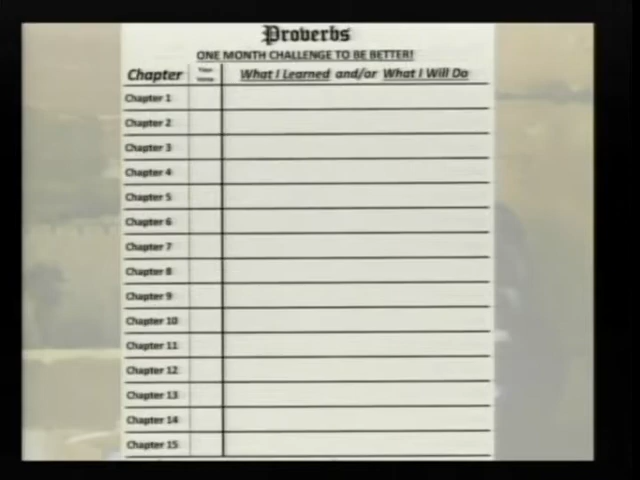 Proverbs
ONE MONTH CHALLENGE TO BE BETTER!
Chapter Your Verse What I Learned and/or What I Will Do
Chapter 1
Chapter 2
Chapter 3
Chapter 4
Chapter 5
Chapter 6
Chapter 7
Chapter 8
Chapter 9
Chapter 10
Chapter 11
Chapter 12
Chapter 13
Chapter 14
Chapter 15